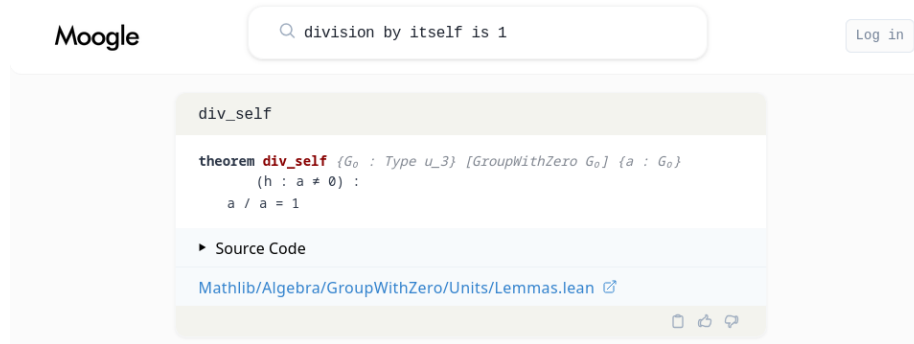 Moogle
division by itself is 1
Log in
div_self
theorem div_self {G₀ : Type u_3} [GroupWithZero G₀] {a : G₀}
(h : a ≠ 0) :
a / a = 1
Source Code
Mathlib/Algebra/GroupWithZero/Units/Lemmas.lean